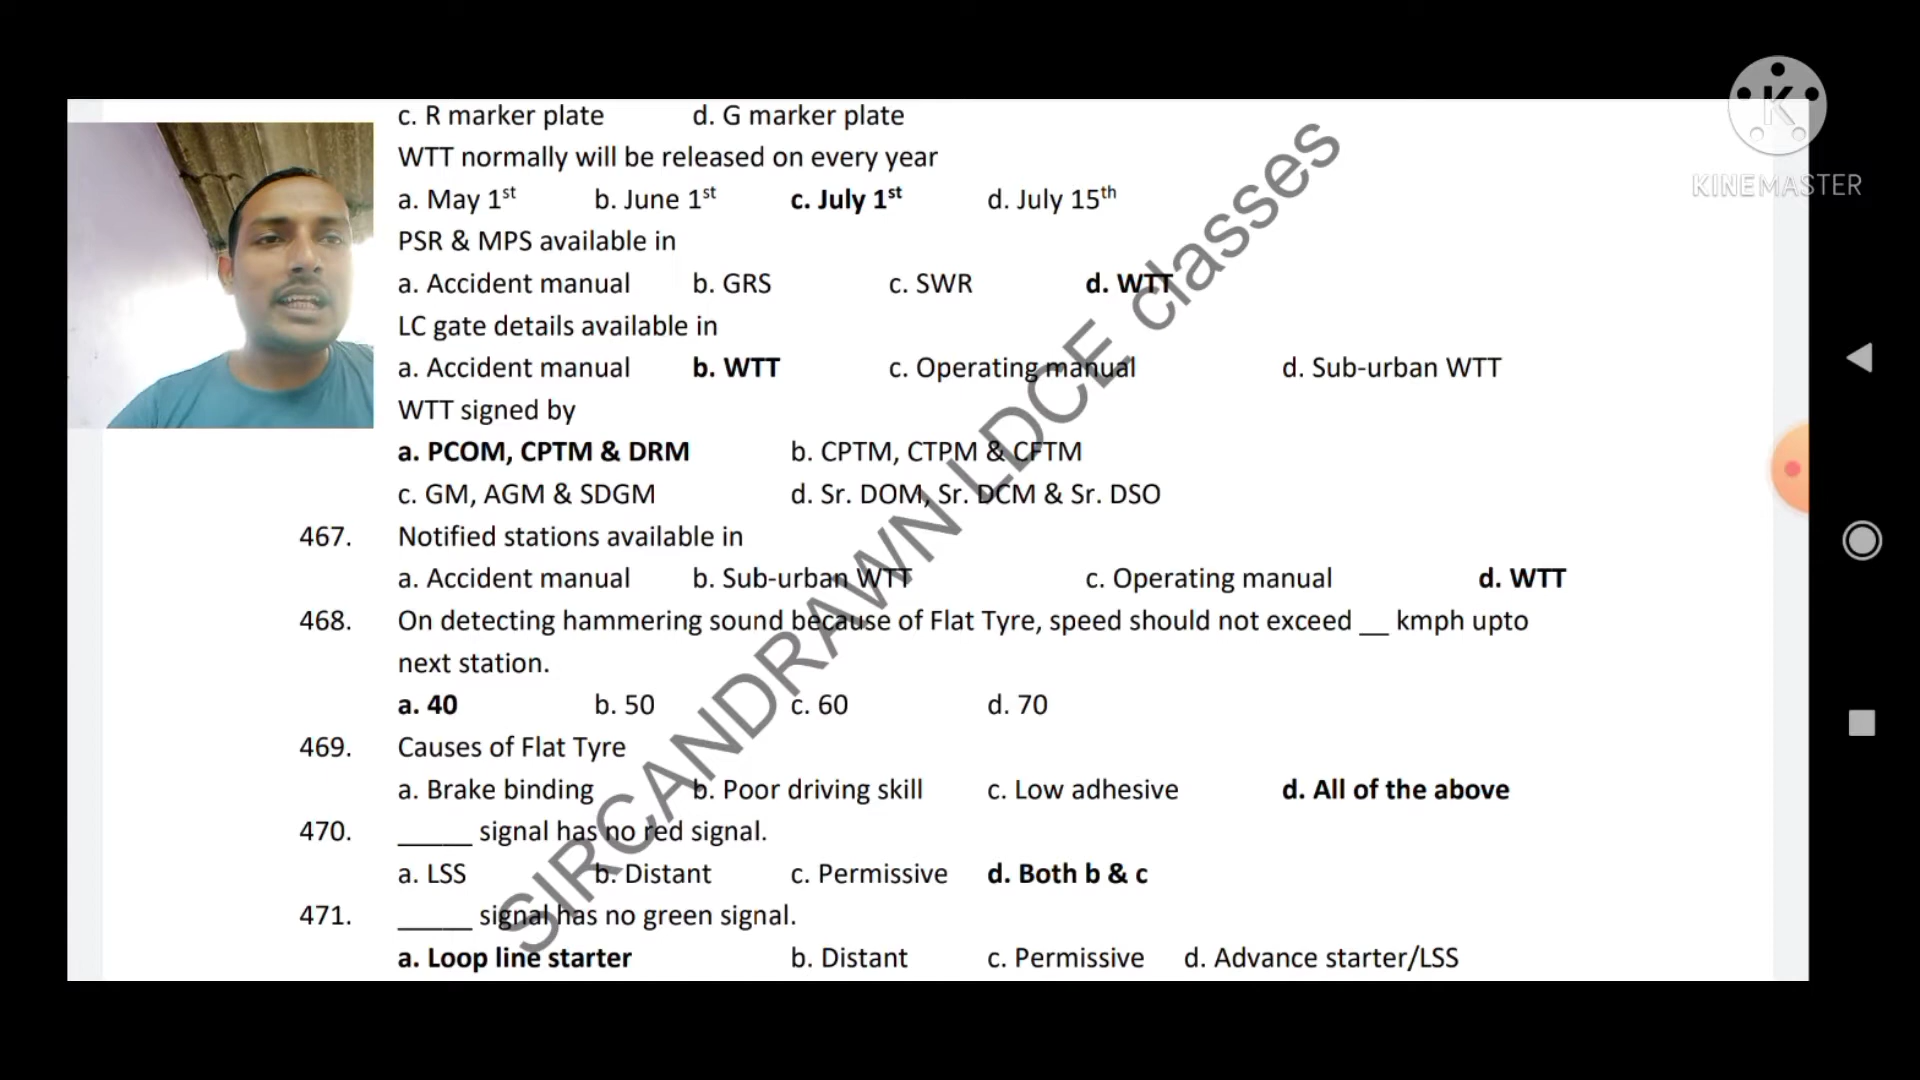 c. R marker plate d. G marker plate
WTT normally will be released on every year
a. May 1st b. June 1st c. July 1st d. July 15th
PSR & MPS available in
a. Accident manual b. GRS c. SWR d. WTT
LC gate details available in
a. Accident manual b. WTT c. Operating manual d. Sub-urban WTT
WTT signed by
a. PCOM, CPTM & DRM b. CPTM, CTPM & CFTM
c. GM, AGM & SDGM d. Sr. DOM, Sr. DCM & Sr. DSO
467. Notified stations available in
a. Accident manual b. Sub-urban WTT c. Operating manual d. WTT
468. On detecting hammering sound because of Flat Tyre, speed should not exceed __ kmph upto
next station.
a. 40 b. 50 c. 60 d. 70
469. Causes of Flat Tyre
a. Brake binding b. Poor driving skill c. Low adhesive d. All of the above
470. _____ signal has no red signal.
a. LSS b. Distant c. Permissive d. Both b & c
471. _____ signal has no green signal.
a. Loop line starter b. Distant c. Permissive d. Advance starter/LSS
SIRCANDRAWN LDCE classes
K
KINEMASTER